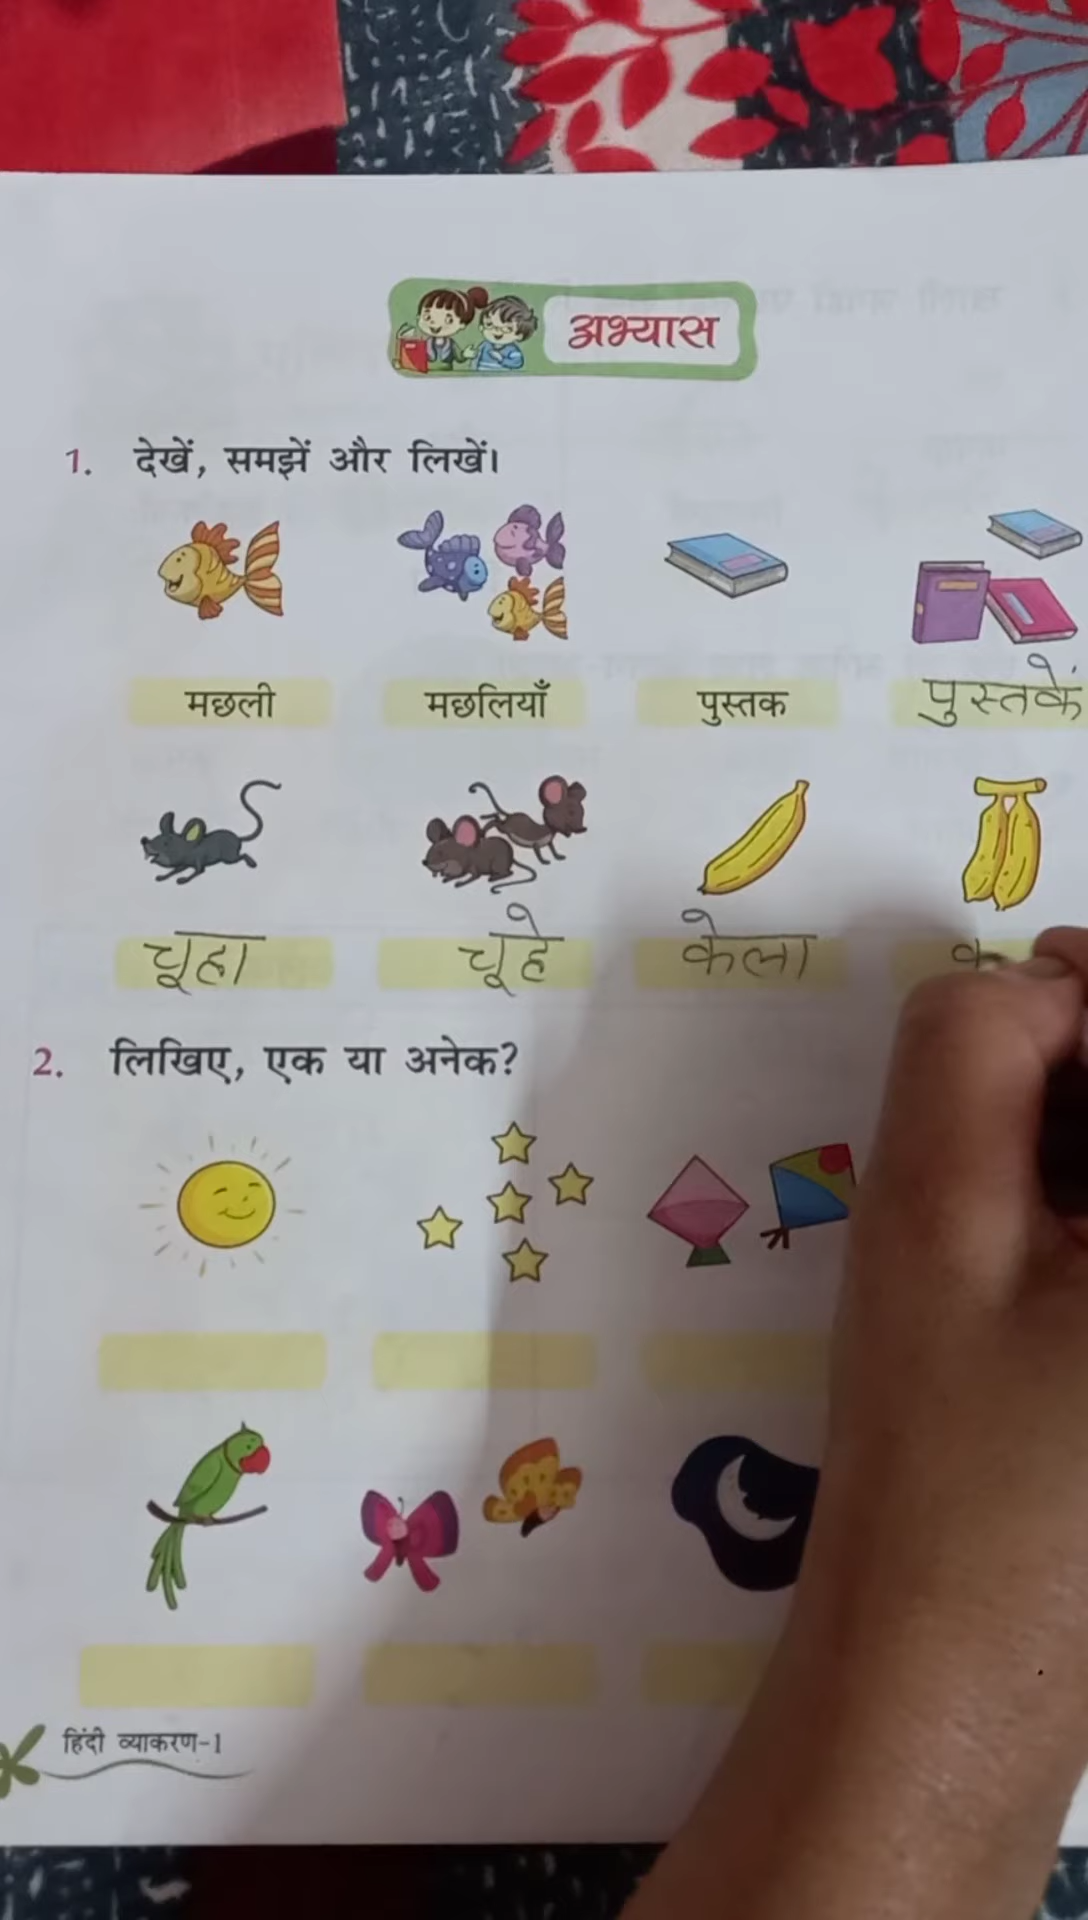 अभ्यास
1. देखें, समझें और लिखें।
मछली मछलियाँ पुस्तक पुस्तकें
चूहा चूहे केला
2. लिखिए, एक या अनेक?
हिंदी व्याकरण-1